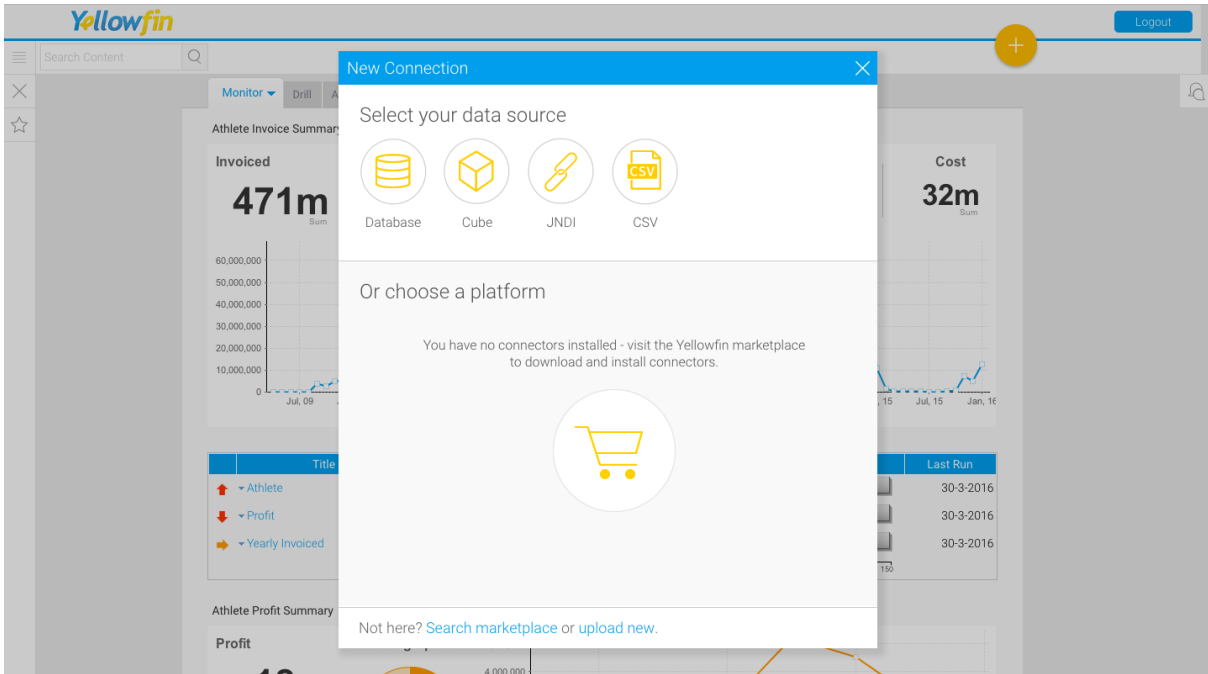 Yellowfin
Logout
Search Content
New Connection
Monitor
Drill
A
Athlete Invoice Summary
Select your data source
Database
Cube
JNDI
CSV
CSV
Invoiced
471m
Sum
Cost
32m
Sum
60,000,000
50,000,000
40,000,000
30,000,000
20,000,000
10,000,000
0
Jul, 09
15
Jul, 15
Jan, 16
Or choose a platform
You have no connectors installed - visit the Yellowfin marketplace
to download and install connectors.
Title
Last Run
Athlete
30-3-2016
Profit
30-3-2016
Yearly Invoiced
30-3-2016
150
Not here? Search marketplace or upload new.
Athlete Profit Summary
Profit
4,000,000